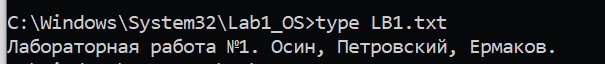 C:\Windows\System32\Lab1_OS>type LB1.txt
Лабораторная работа №1. Осин, Петровский, Ермаков.